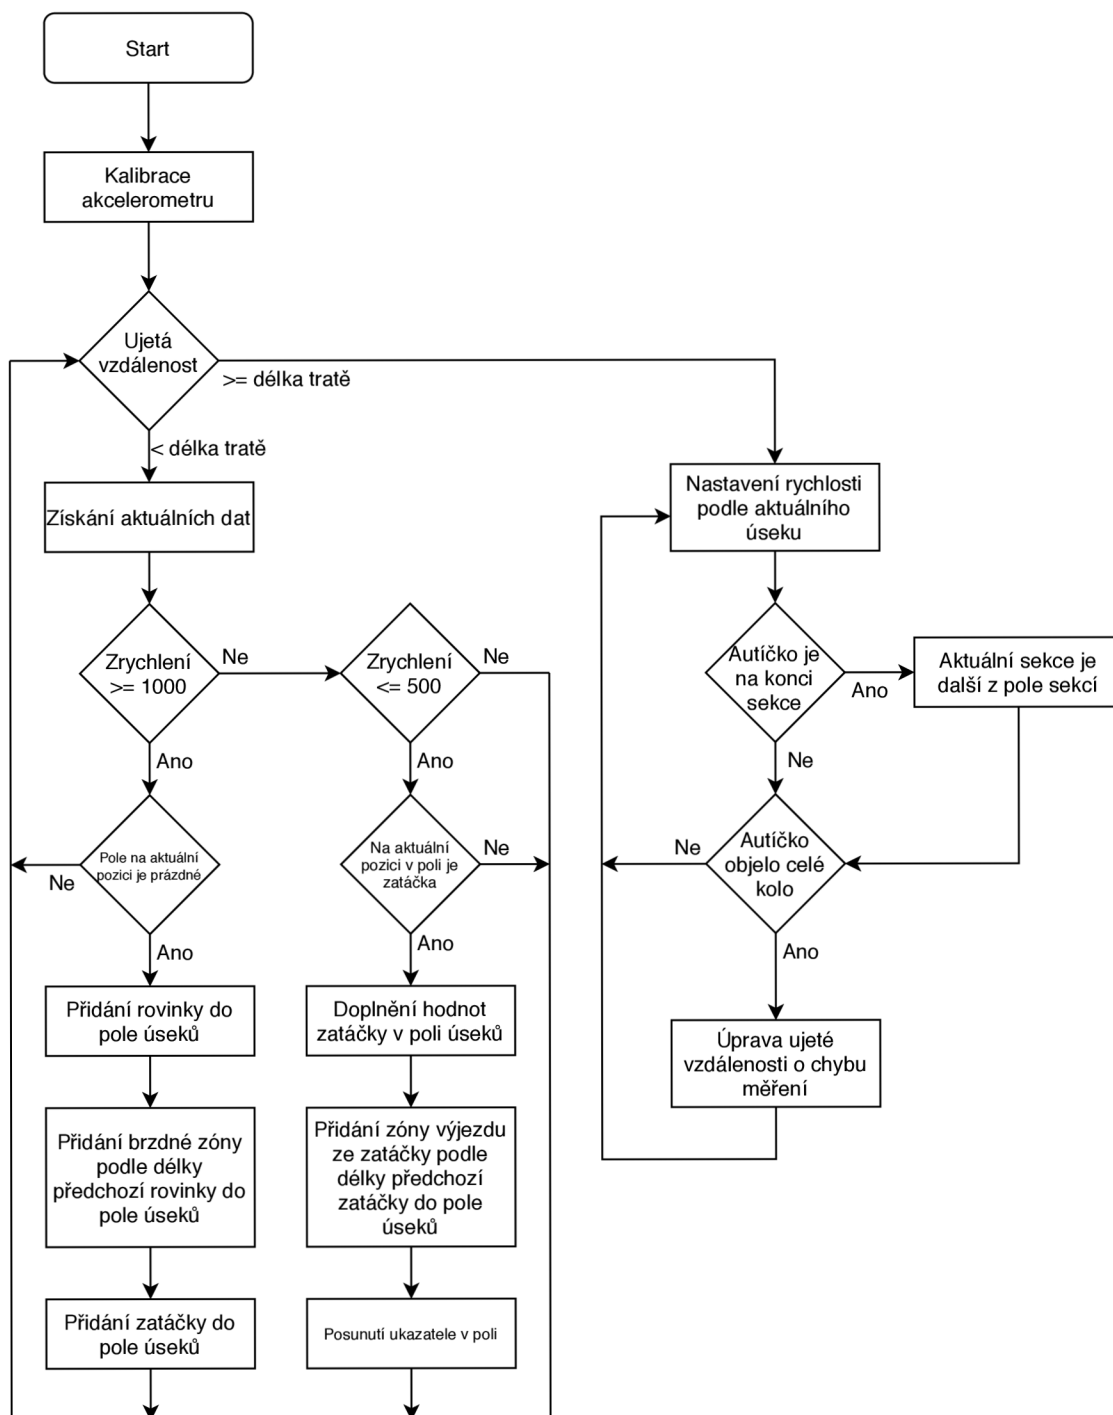 Start
Kalibrace
akcelerometru
Ujetá
vzdálenost
>= délka tratě
< délka tratě
Získání aktuálních dat
Nastavení rychlosti
podle aktuálního
úseku
Zrychlení
>= 1000
Ne
Zrychlení
<= 500
Ne
Autíčko je
na konci
sekce
Ano
Aktuální sekce je
další z pole sekcí
Ano
Ano
Ne
Pole na aktuální
pozici je prázdné
Ne
Na aktuální
pozici v poli je
zatáčka
Ne
Ne
Autíčko
objelo celé
kolo
Ano
Ano
Ano
Přidání rovinky do
pole úseků
Doplnění hodnot
zatáčky v poli úseků
Úprava ujeté
vzdálenosti o chybu
měření
Přidání brzdné zóny
podle délky
předchozí rovinky do
pole úseků
Přidání zóny výjezdu
ze zatáčky podle
délky předchozí
zatáčky do pole
úseků
Přidání zatáčky do
pole úseků
Posunutí ukazatele v poli